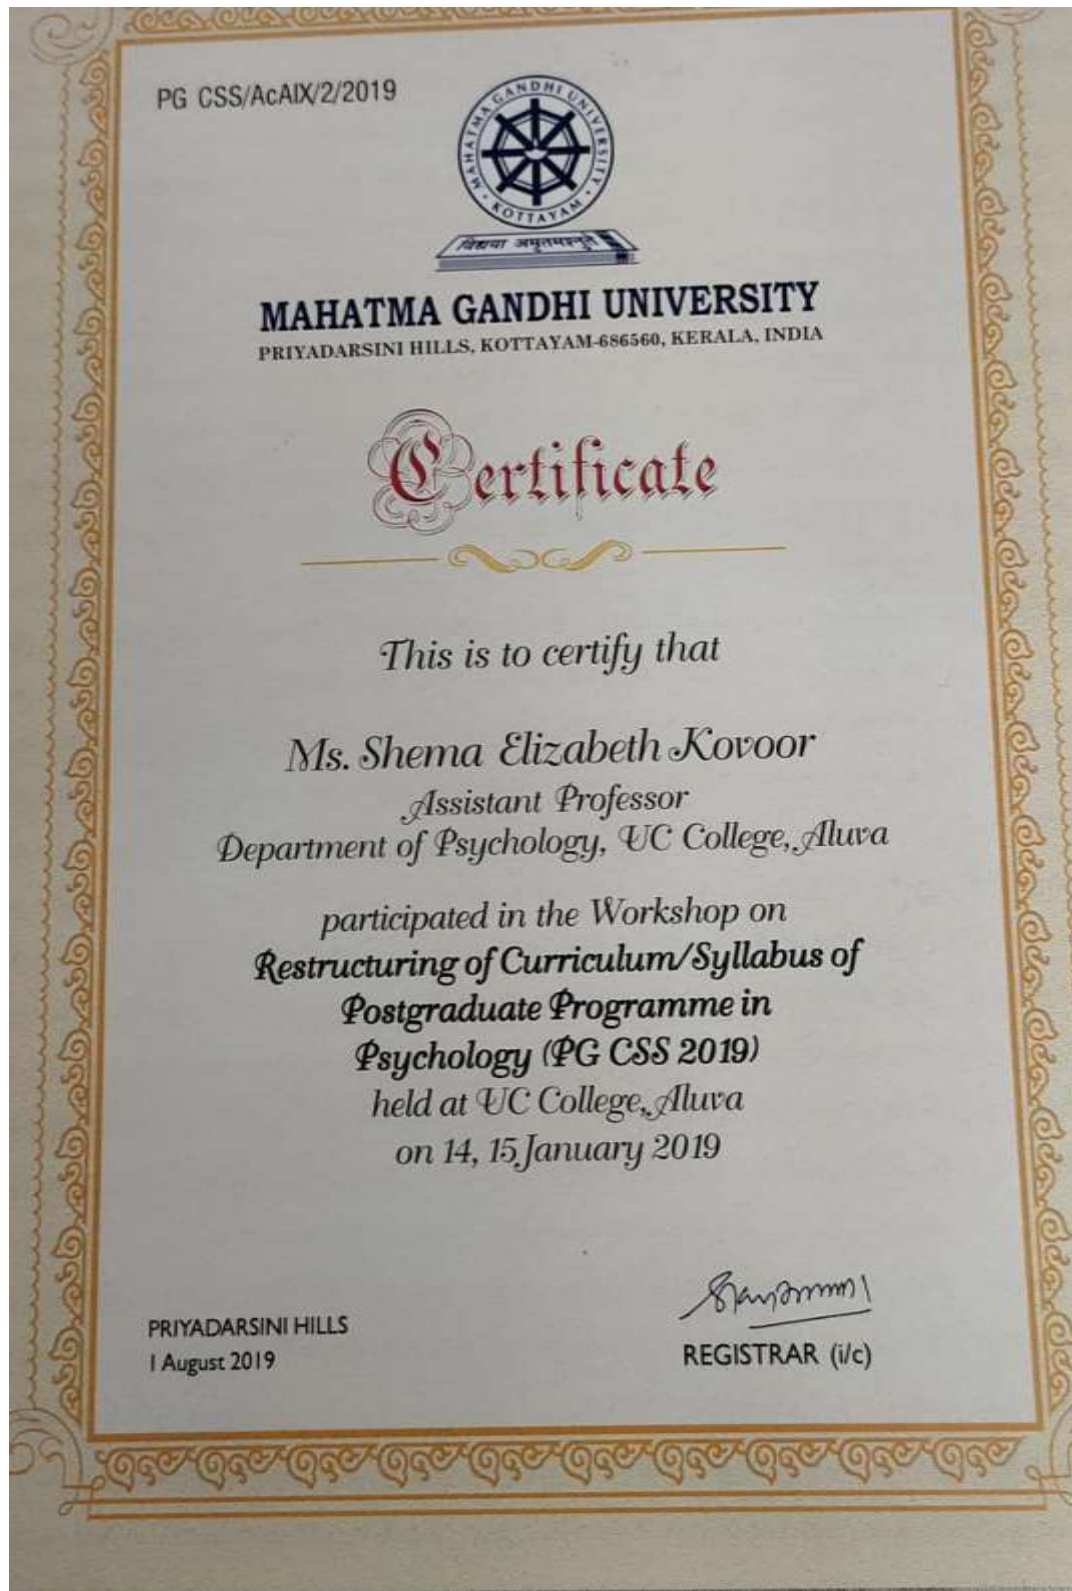 PG CSS/AcAIX/2/2019
MAHATMA GANDHI UNIVERSITY
KOTTAYAM
विद्यया अमृतमश्नुते
MAHATMA GANDHI UNIVERSITY
PRIYADARSINI HILLS, KOTTAYAM-686560, KERALA, INDIA
Certificate
This is to certify that
Ms. Shema Elizabeth Kovoor
Assistant Professor
Department of Psychology, UC College, Aluva
participated in the Workshop on
Restructuring of Curriculum/Syllabus of
Postgraduate Programme in
Psychology (PG CSS 2019)
held at UC College, Aluva
on 14, 15 January 2019
PRIYADARSINI HILLS
1 August 2019
REGISTRAR (i/c)